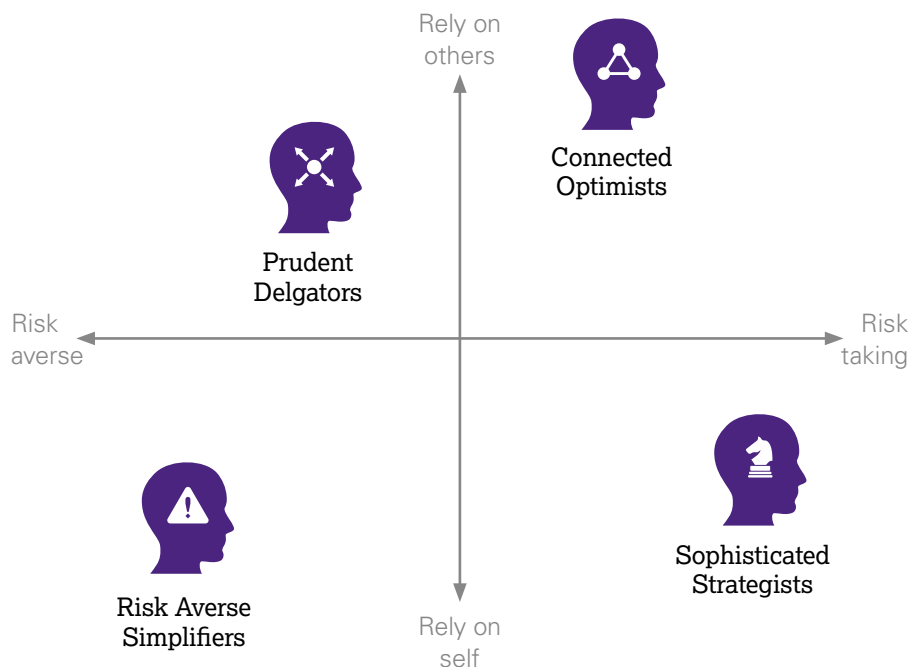 Rely on
others
Connected
Optimists
Prudent
Delgators
Risk
averse
Risk
taking
Sophisticated
Strategists
Risk Averse
Simplifiers
Rely on
self